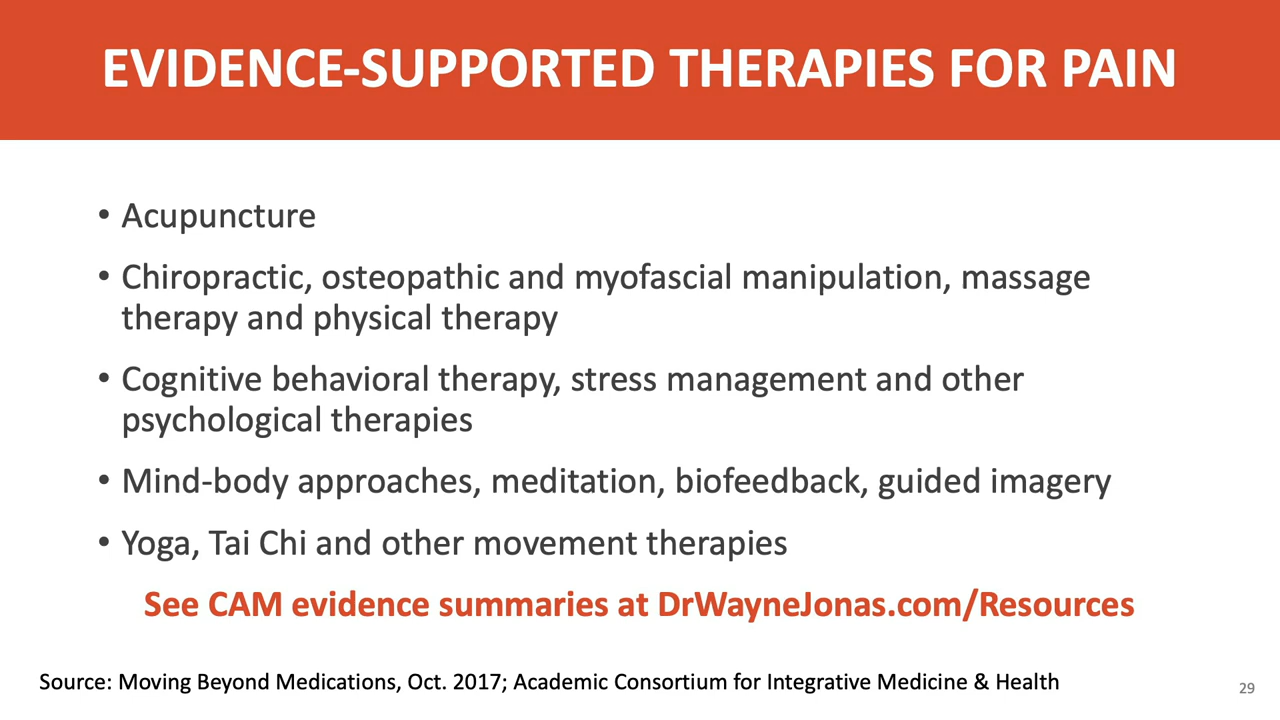 EVIDENCE-SUPPORTED THERAPIES FOR PAIN
• Acupuncture
• Chiropractic, osteopathic and myofascial manipulation, massage
therapy and physical therapy
• Cognitive behavioral therapy, stress management and other
psychological therapies
• Mind-body approaches, meditation, biofeedback, guided imagery
• Yoga, Tai Chi and other movement therapies
See CAM evidence summaries at DrWayneJonas.com/Resources
Source: Moving Beyond Medications, Oct. 2017; Academic Consortium for Integrative Medicine & Health
29